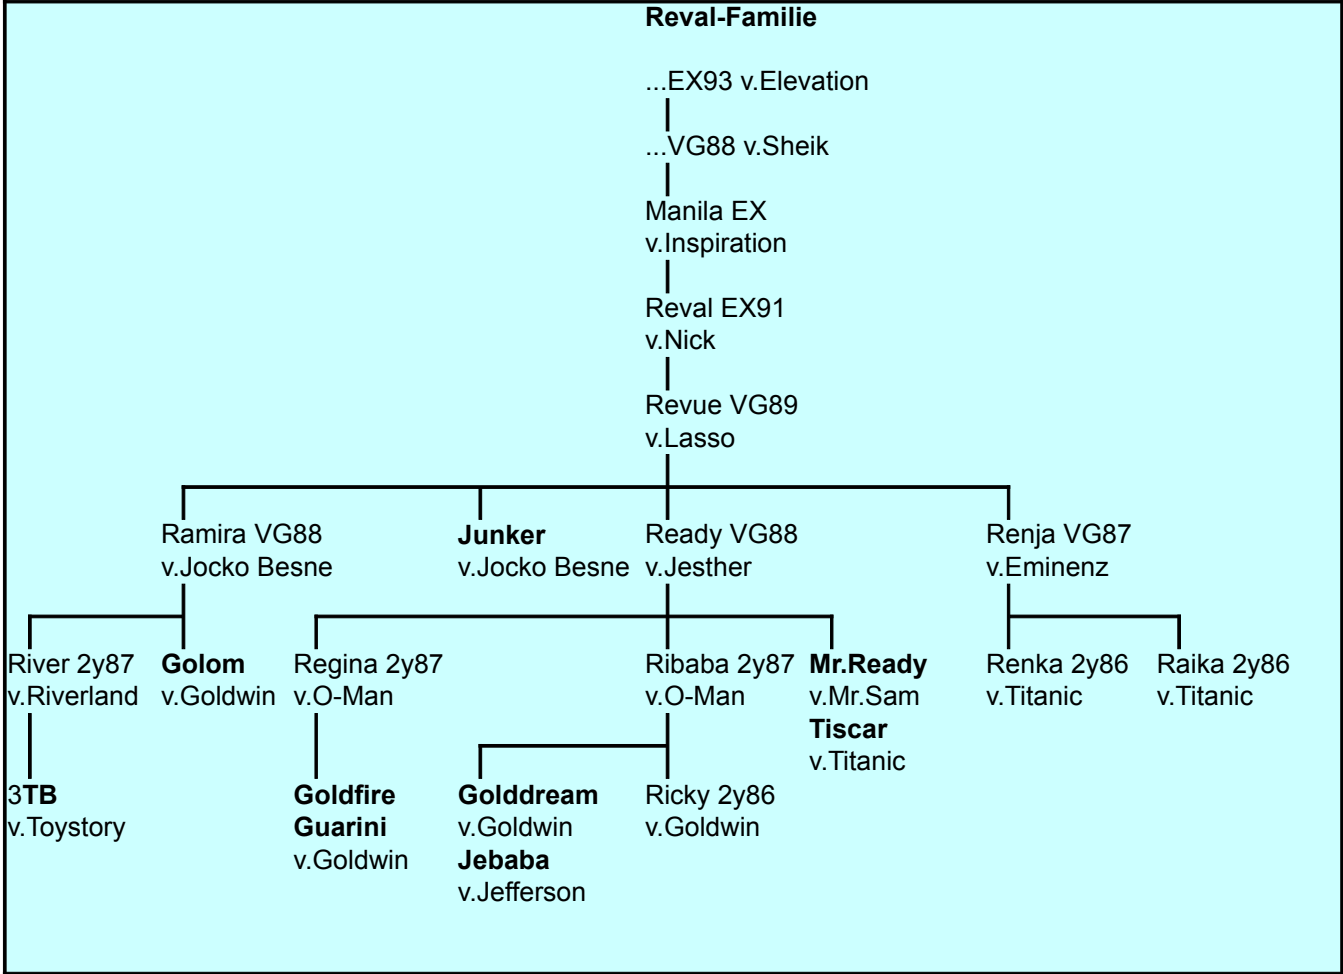 Reval-Familie
...EX93 v.Elevation
...VG88 v.Sheik
Manila EX
v.Inspiration
Reval EX91
v.Nick
Revue VG89
v.Lasso
Ramira VG88
v.Jocko Besne
Junker
v.Jocko Besne
Ready VG88
v.Jesther
Renja VG87
v.Eminenz
River 2y87
v.Riverland
Golom
v.Goldwin
Regina 2y87
v.O-Man
Ribaba 2y87
v.O-Man
Mr.Ready
v.Mr.Sam
Tiscar
v.Titanic
Renka 2y86
v.Titanic
Raika 2y86
v.Titanic
3TB
v.Toystory
Goldfire
Guarini
v.Goldwin
Golddream
v.Goldwin
Jebaba
v.Jefferson
Ricky 2y86
v.Goldwin